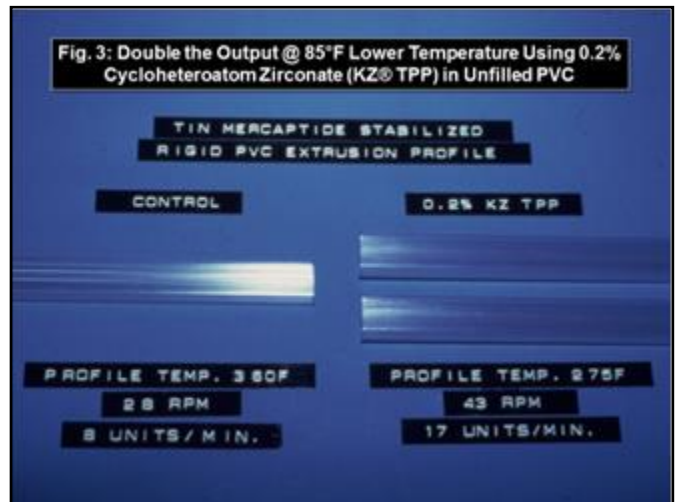 Fig. 3: Double the Output @ 85°F Lower Temperature Using 0.2%
Cycloheteroatom Zirconate (KZ® TPP) in Unfilled PVC
TIN MERCAPTIDE STABILIZED
RIGID PVC EXTRUSION PROFILE
CONTROL
0.2% KZ TPP
PROFILE TEMP. 360F
28 RPM
8 UNITS/MIN.
PROFILE TEMP. 275F
43 RPM
17 UNITS/MIN.